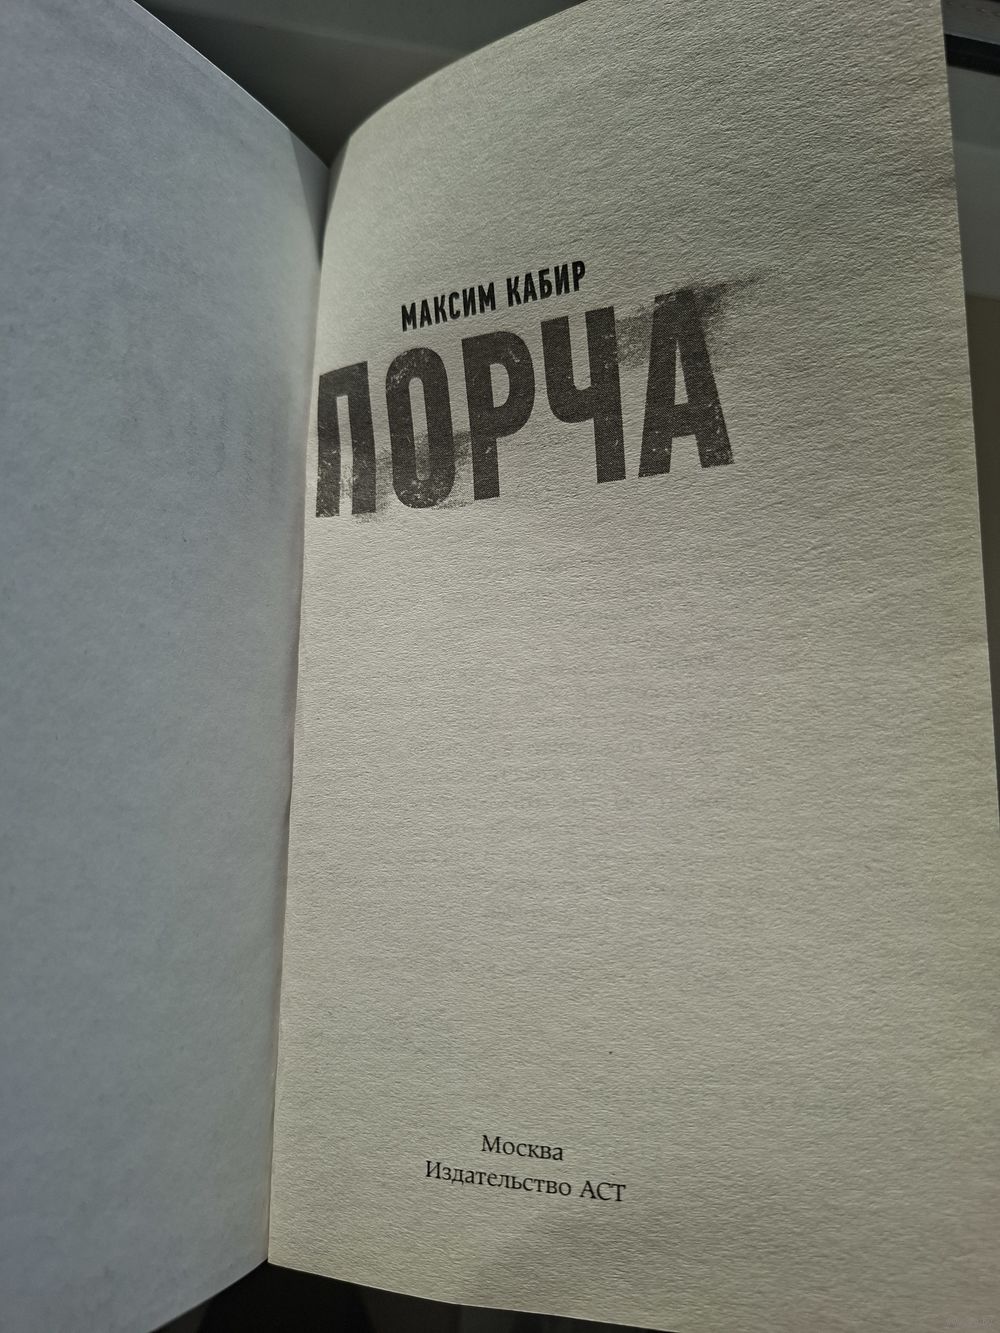 МАКСИМ КАБИР
ПОРЧА
Москва
Издательство АСТ